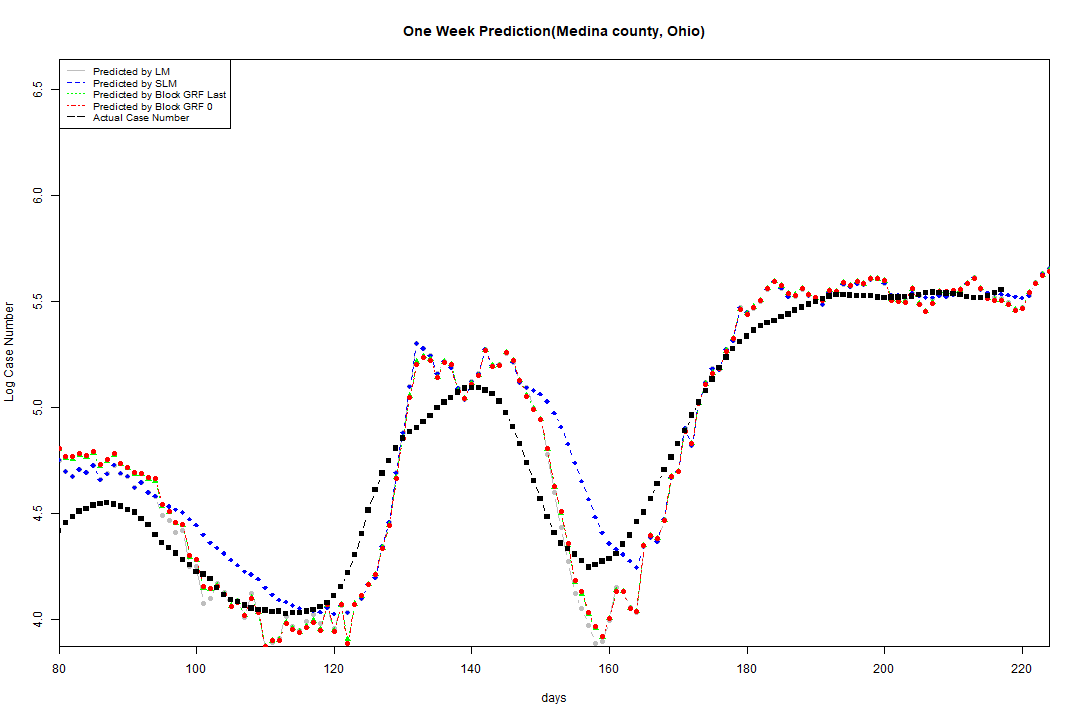 One Week Prediction(Medina county, Ohio)
Predicted by LM
Predicted by SLM
Predicted by Block GRF Last
Predicted by Block GRF 0
Actual Case Number
6.5
6.0
5.5
5.0
4.5
4.0
Log Case Number
80 100 120 140 160 180 200 220
days